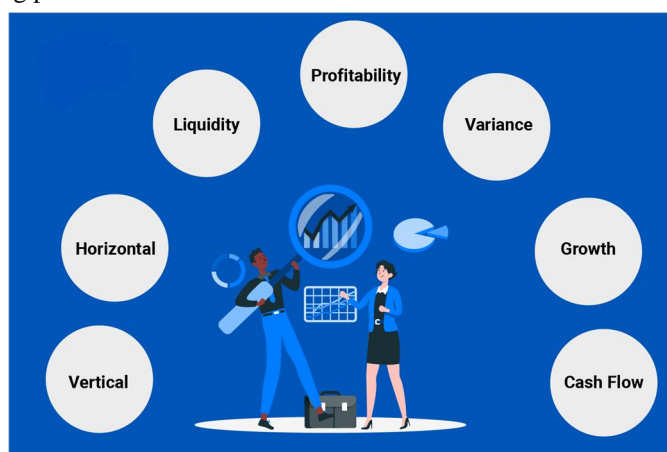 Profitability
Liquidity
Variance
Horizontal
Growth
Vertical
Cash Flow